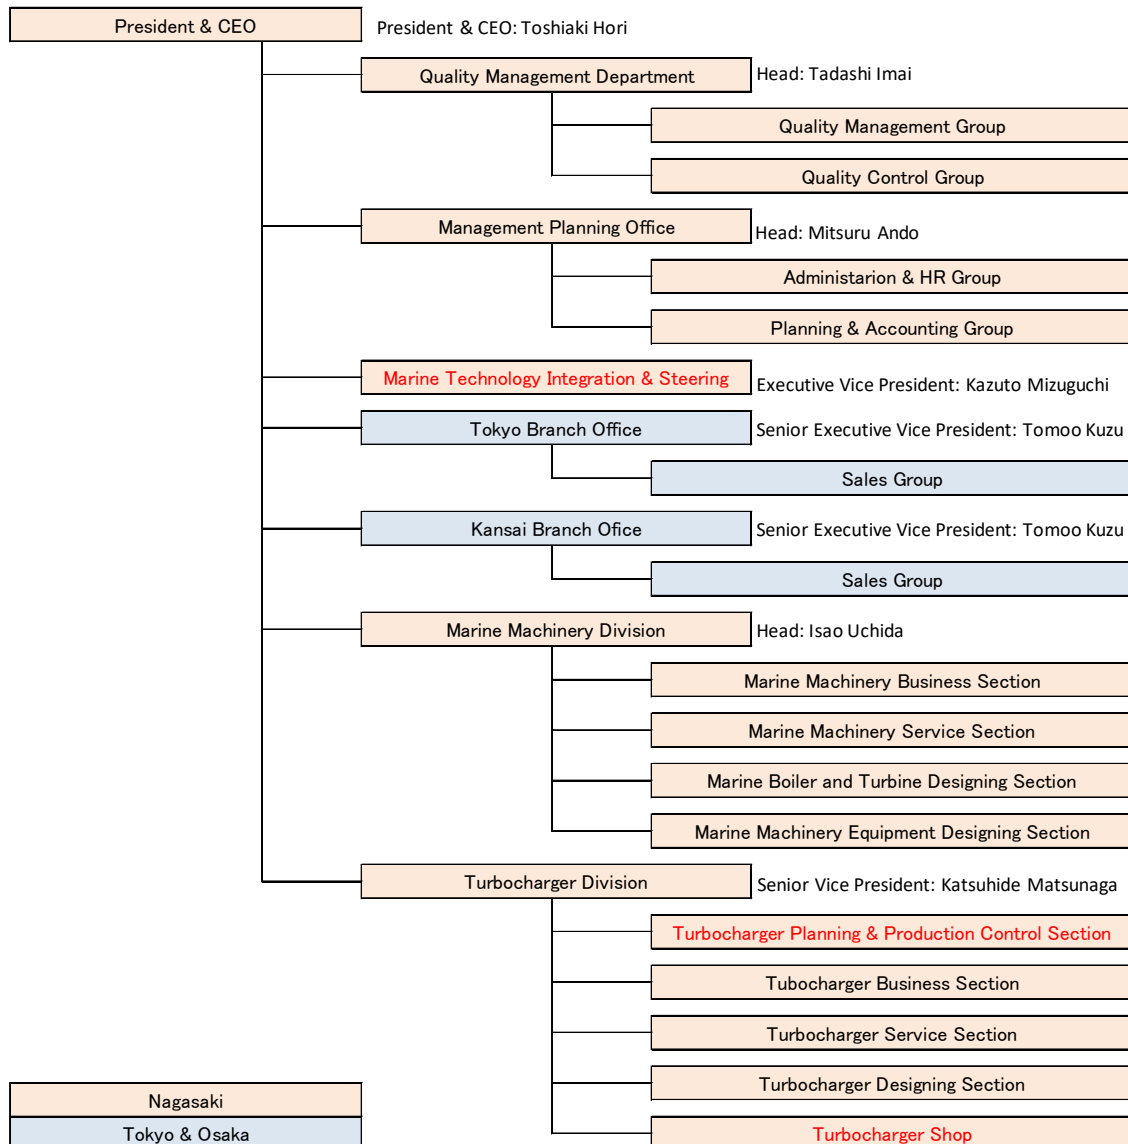 President & CEO
President & CEO: Toshiaki Hori
Quality Management Department
Head: Tadashi Imai
Quality Management Group
Quality Control Group
Management Planning Office
Head: Mitsuru Ando
Administarion & HR Group
Planning & Accounting Group
Marine Technology Integration & Steering
Executive Vice President: Kazuto Mizuguchi
Tokyo Branch Office
Senior Executive Vice President: Tomoo Kuzu
Sales Group
Kansai Branch Ofice
Senior Executive Vice President: Tomoo Kuzu
Sales Group
Marine Machinery Division
Head: Isao Uchida
Marine Machinery Business Section
Marine Machinery Service Section
Marine Boiler and Turbine Designing Section
Marine Machinery Equipment Designing Section
Turbocharger Division
Senior Vice President: Katsuhide Matsunaga
Turbocharger Planning & Production Control Section
Tubocharger Business Section
Turbocharger Service Section
Turbocharger Designing Section
Turbocharger Shop
Nagasaki
Tokyo & Osaka